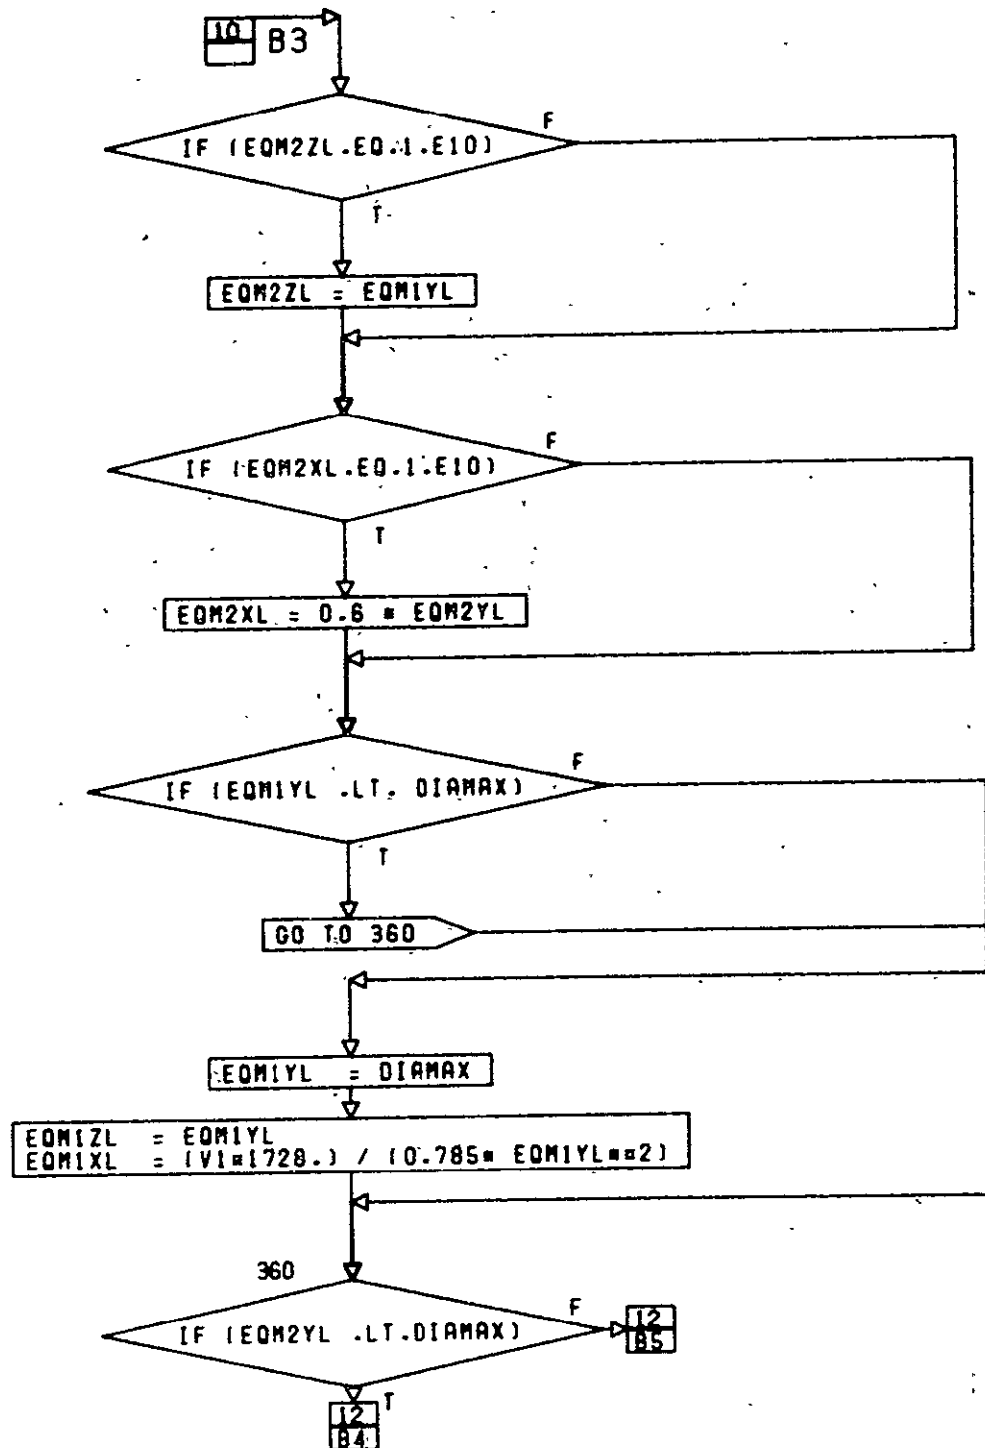 10
B3
IF (EQM2ZL.EQ.1.E10)
F
T
EQM2ZL = EQM1YL
IF (EQM2XL.EQ.1.E10)
F
T
EQM2XL = 0.6 * EQM2YL
IF (EQM1YL .LT. DIAMAX)
F
T
GO TO 360
EQM1YL = DIAMAX
EQM1ZL = EQM1YL
EQM1XL = (V1*1728.) / (0.785* EQM1YL**2)
360
IF (EQM2YL .LT.DIAMAX)
F
12
B5
T
12
B4